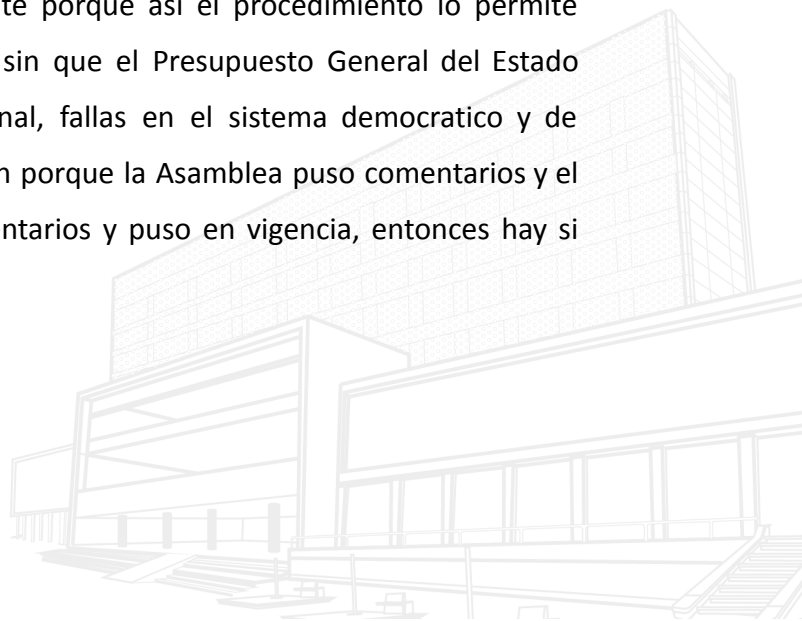 te porque así el procedimiento lo permite
sin que el Presupuesto General del Estado
nal, fallas en el sistema democratico y de
n porque la Asamblea puso comentarios y el
ntarios y puso en vigencia, entonces hay si